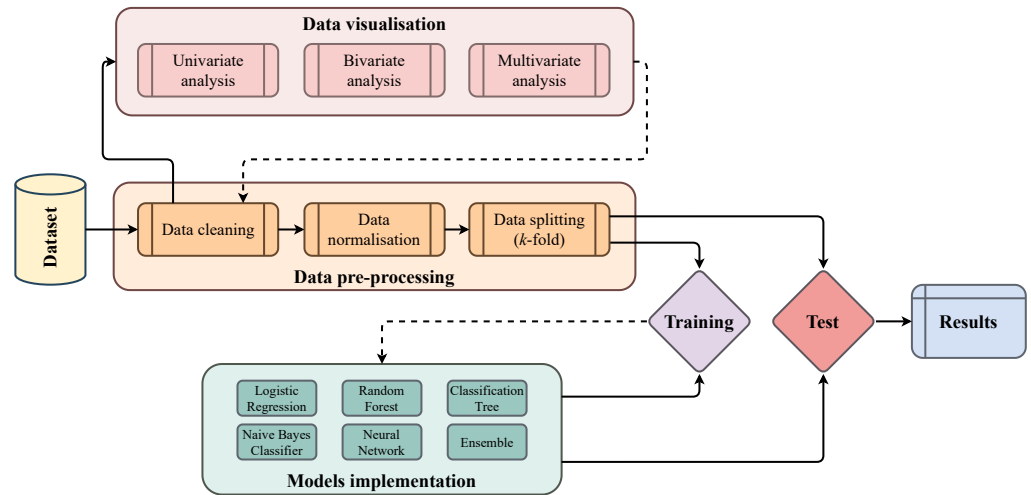 Data visualisation
Univariate
analysis
Bivariate
analysis
Multivariate
analysis
Dataset
Data cleaning
Data
normalisation
Data splitting
(k-fold)
Data pre-processing
Training
Test
Results
Logistic
Regression
Random
Forest
Classification
Tree
Naive Bayes
Classifier
Neural
Network
Ensemble
Models implementation